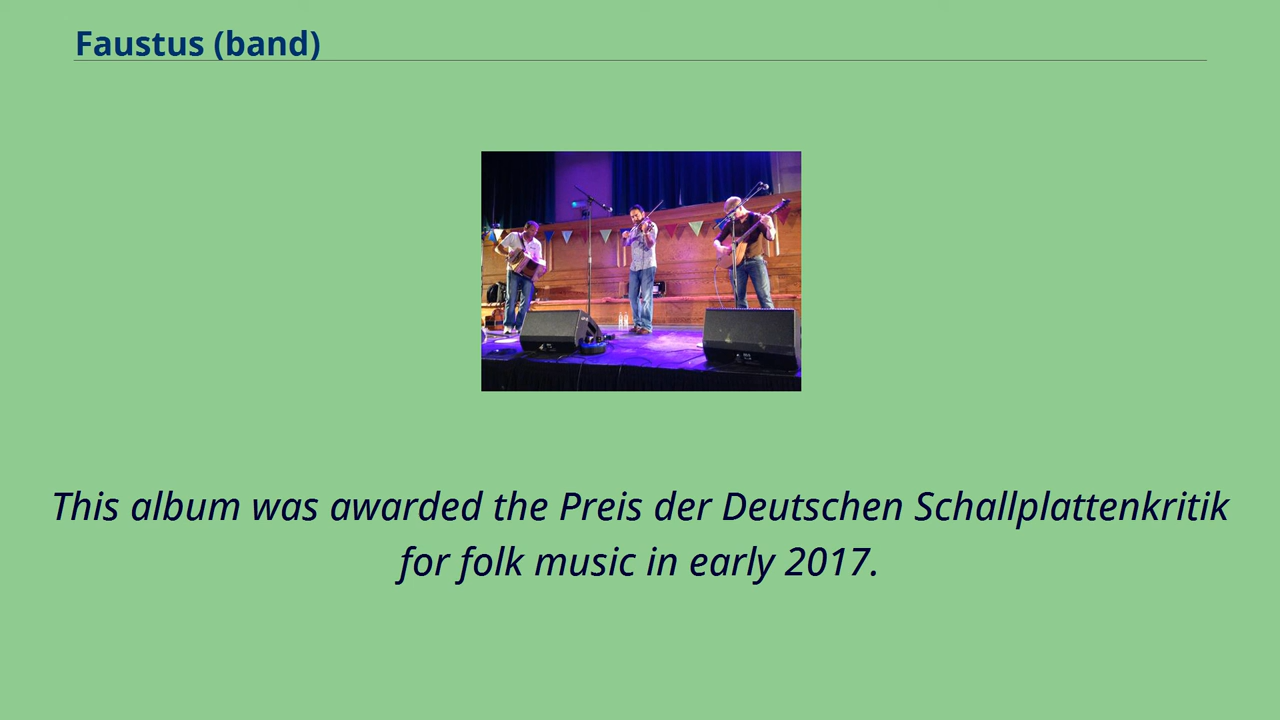 Faustus (band)
This album was awarded the Preis der Deutschen Schallplattenkritik
for folk music in early 2017.